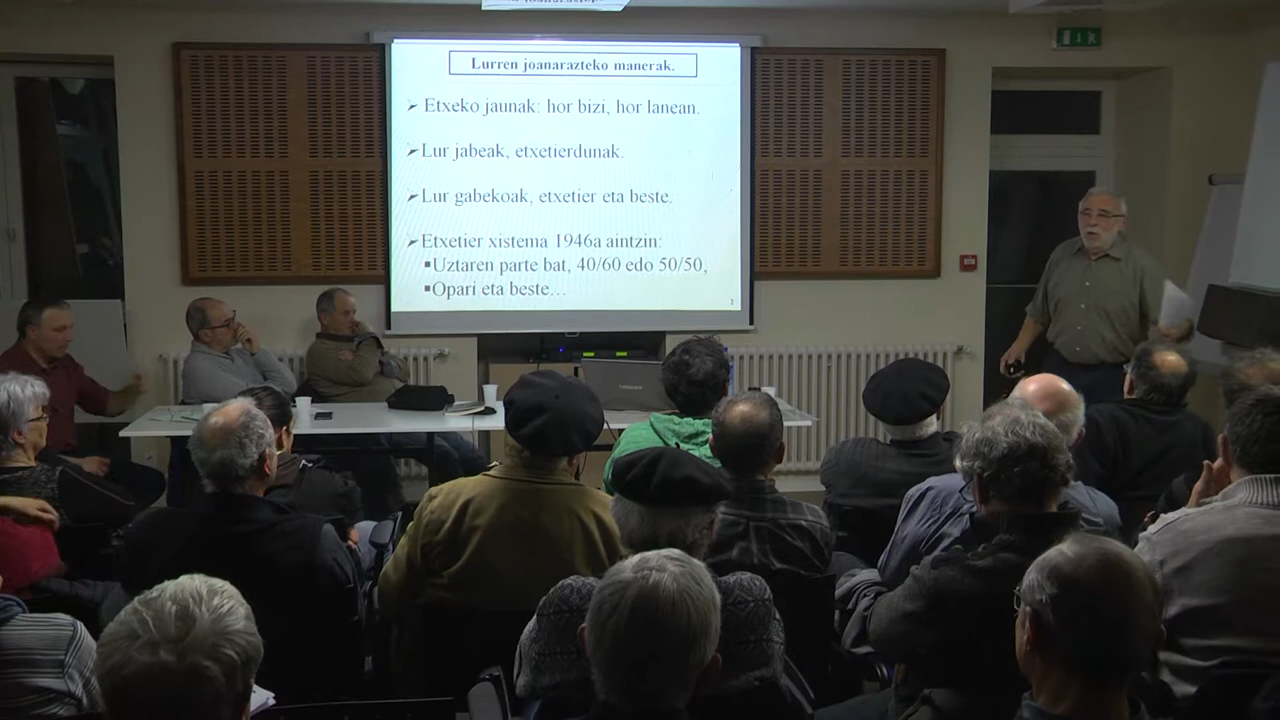 Lurren joanarazteko manerak.
➢ Etxeko jaunak: hor bizi, hor lanean.
➢ Lur jabeak, etxetierdunak.
➢ Lur gabekoak, etxetier eta beste.
➢ Etxetier xistema 1946a aintzin:
▪ Uztaren parte bat, 40/60 edo 50/50,
▪ Opari eta beste…
2